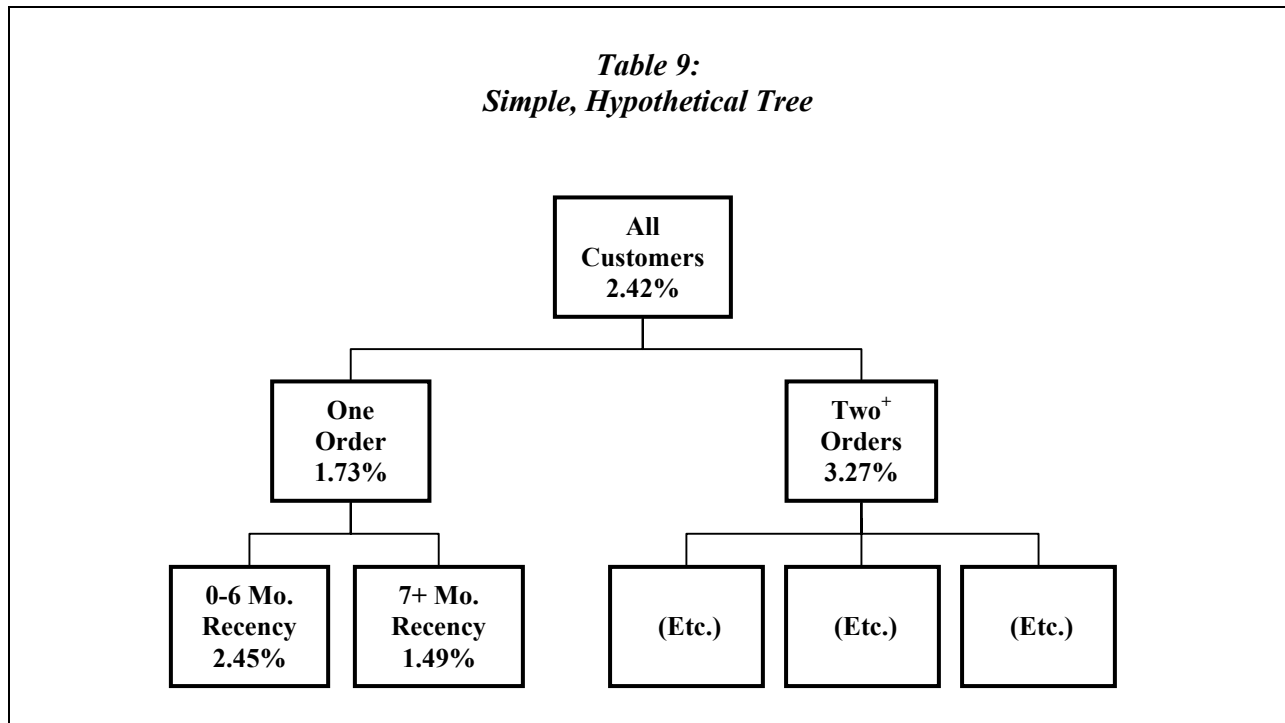 Table 9:
Simple, Hypothetical Tree
All
Customers
2.42%
One
Order
1.73%
Two+
Orders
3.27%
0-6 Mo.
Recency
2.45%
7+ Mo.
Recency
1.49%
(Etc.)
(Etc.)
(Etc.)